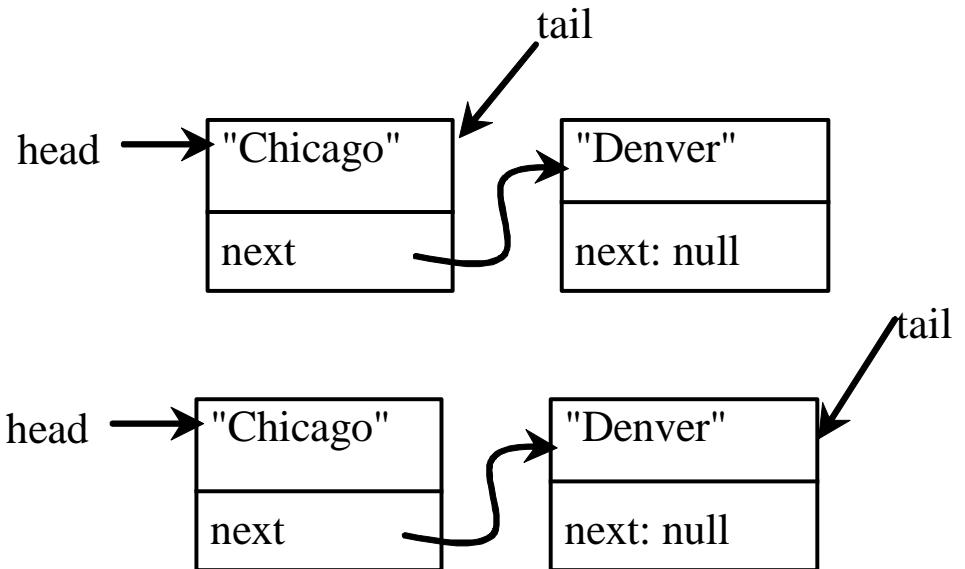 tail
head
"Chicago"
"Denver"
next
next: null
tail
head
"Chicago"
"Denver"
next
next: null